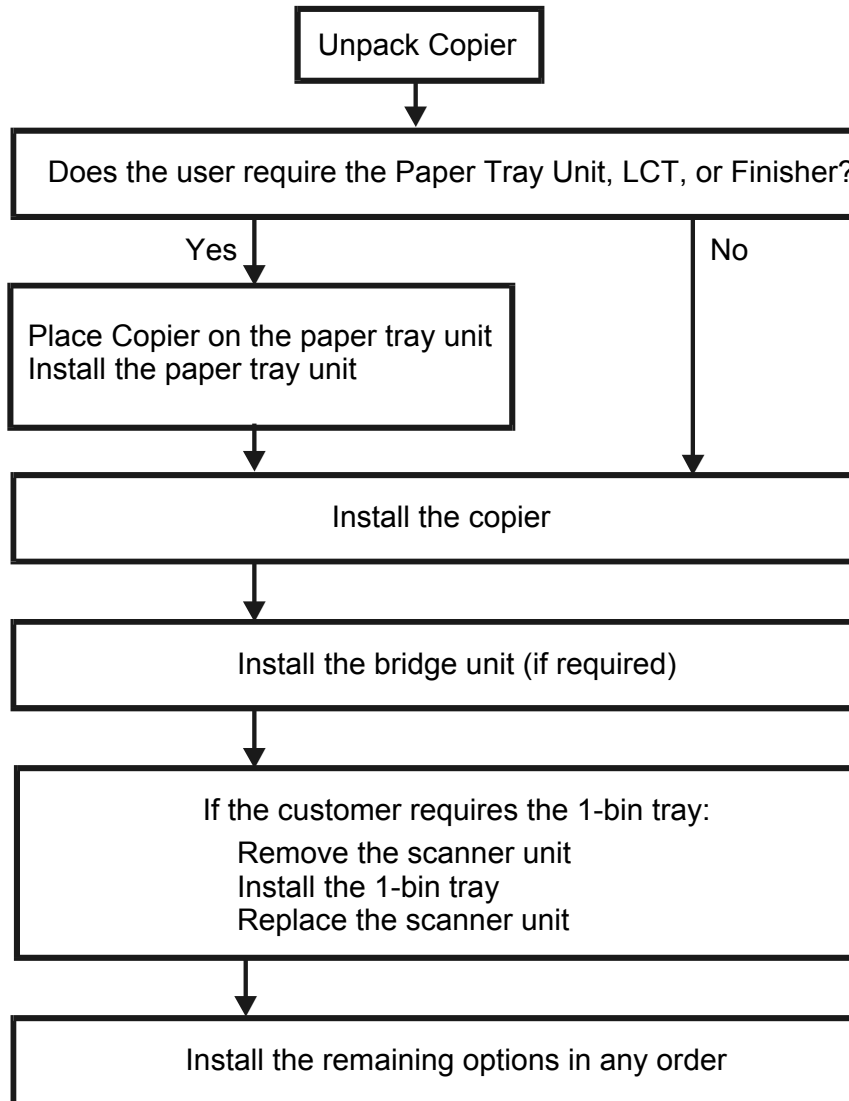 Unpack Copier
Does the user require the Paper Tray Unit, LCT, or Finisher?
Yes
No
Place Copier on the paper tray unit
Install the paper tray unit
Install the copier
Install the bridge unit (if required)
If the customer requires the 1-bin tray:
Remove the scanner unit
Install the 1-bin tray
Replace the scanner unit
Install the remaining options in any order